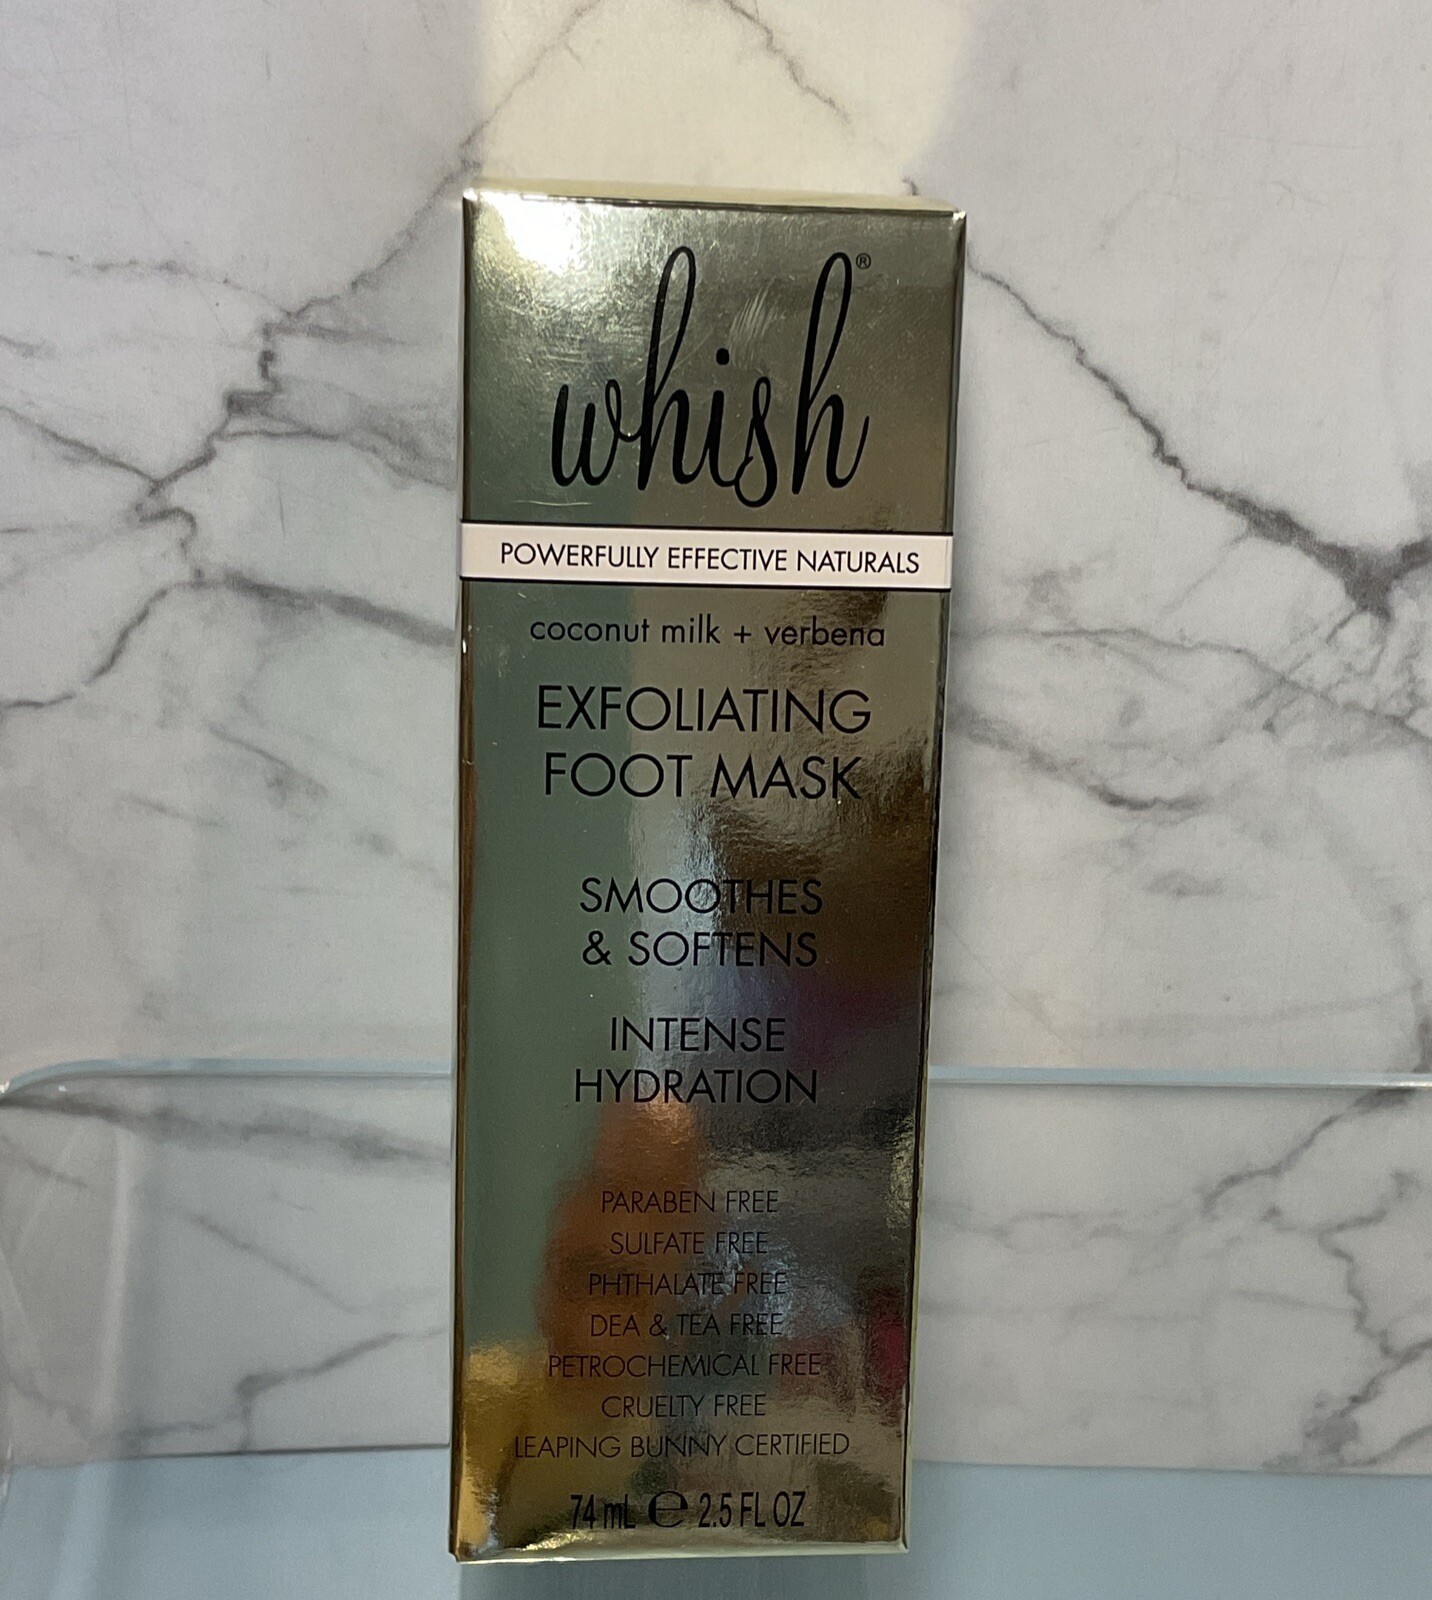 whish®
POWERFULLY EFFECTIVE NATURALS
coconut milk + verbena
EXFOLIATING
FOOT MASK
SMOOTHES
& SOFTENS
INTENSE
HYDRATION
PARABEN FREE
SULFATE FREE
PHTHALATE FREE
DEA & TEA FREE
PETROCHEMICAL FREE
CRUELTY FREE
LEAPING BUNNY CERTIFIED
74 mL ℮ 2.5 FL OZ